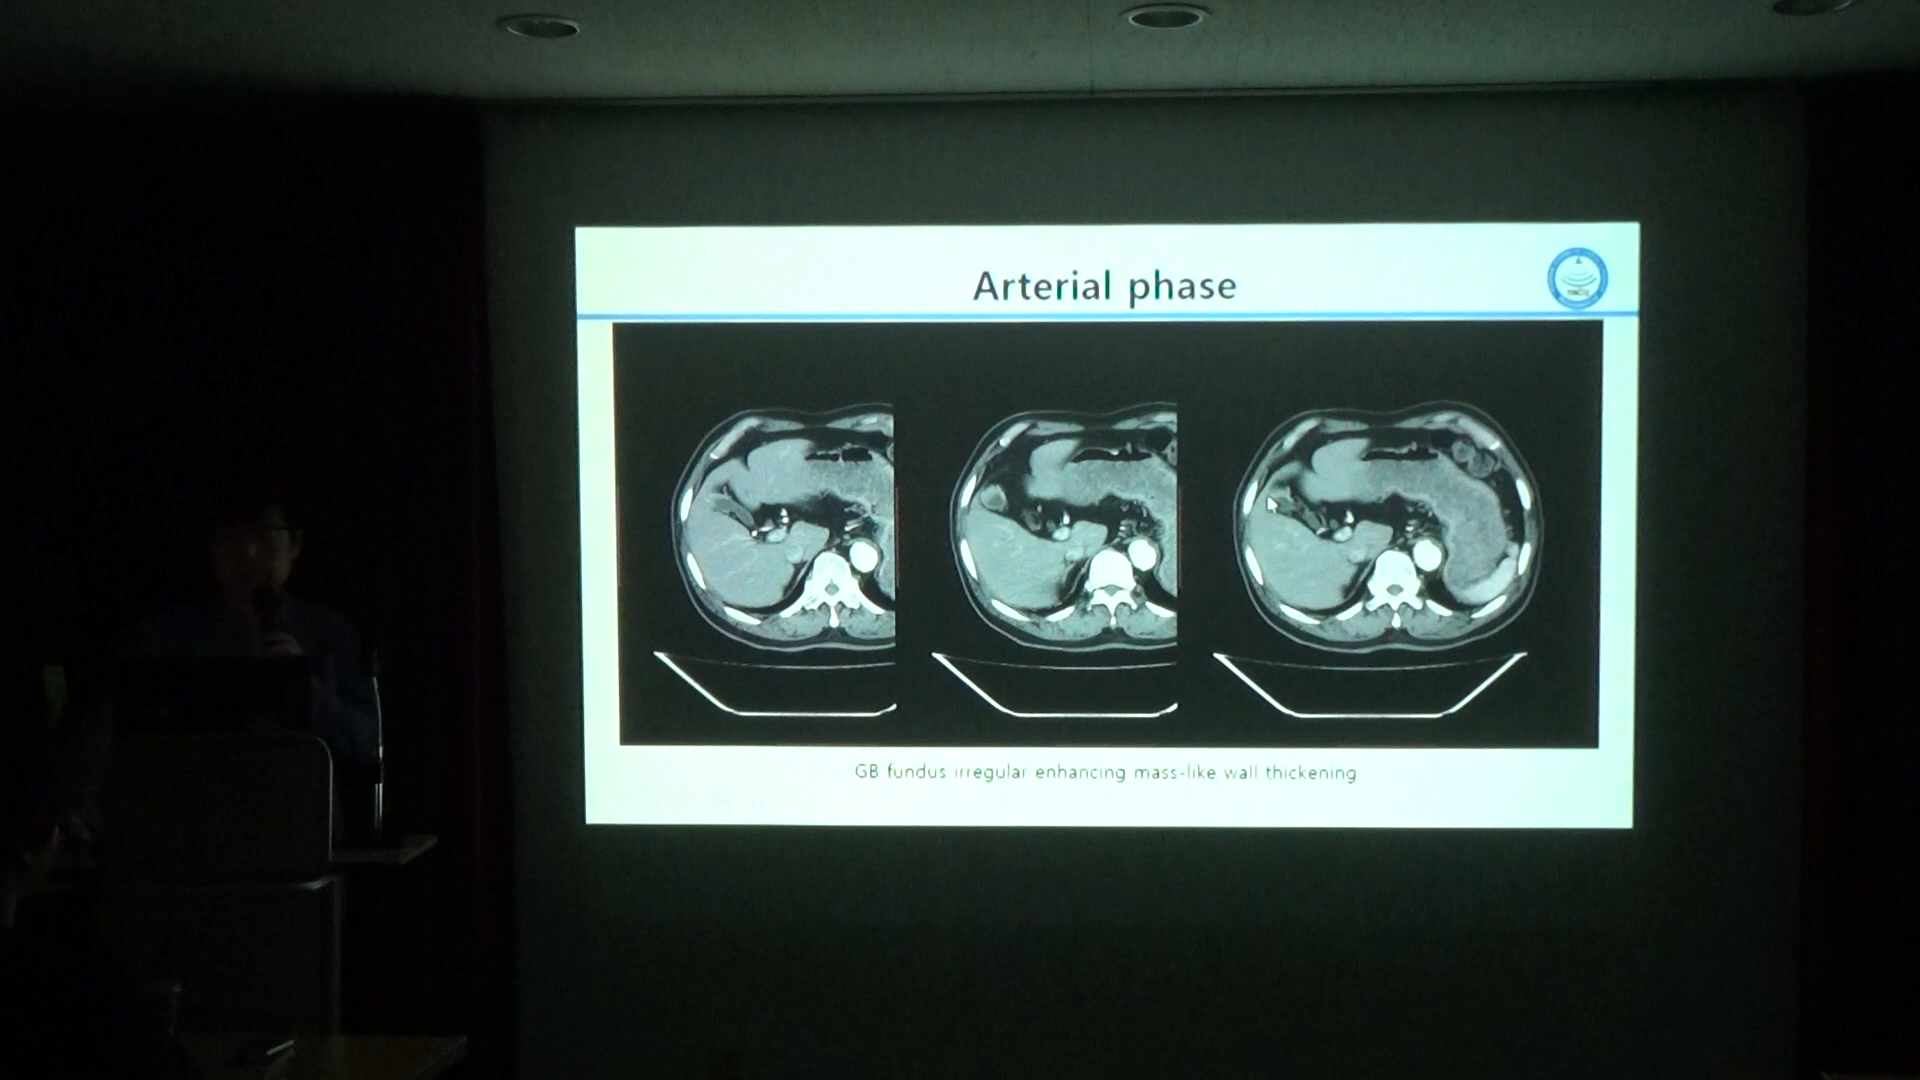 Arterial phase
GB fundus irregular enhancing mass-like wall thickening